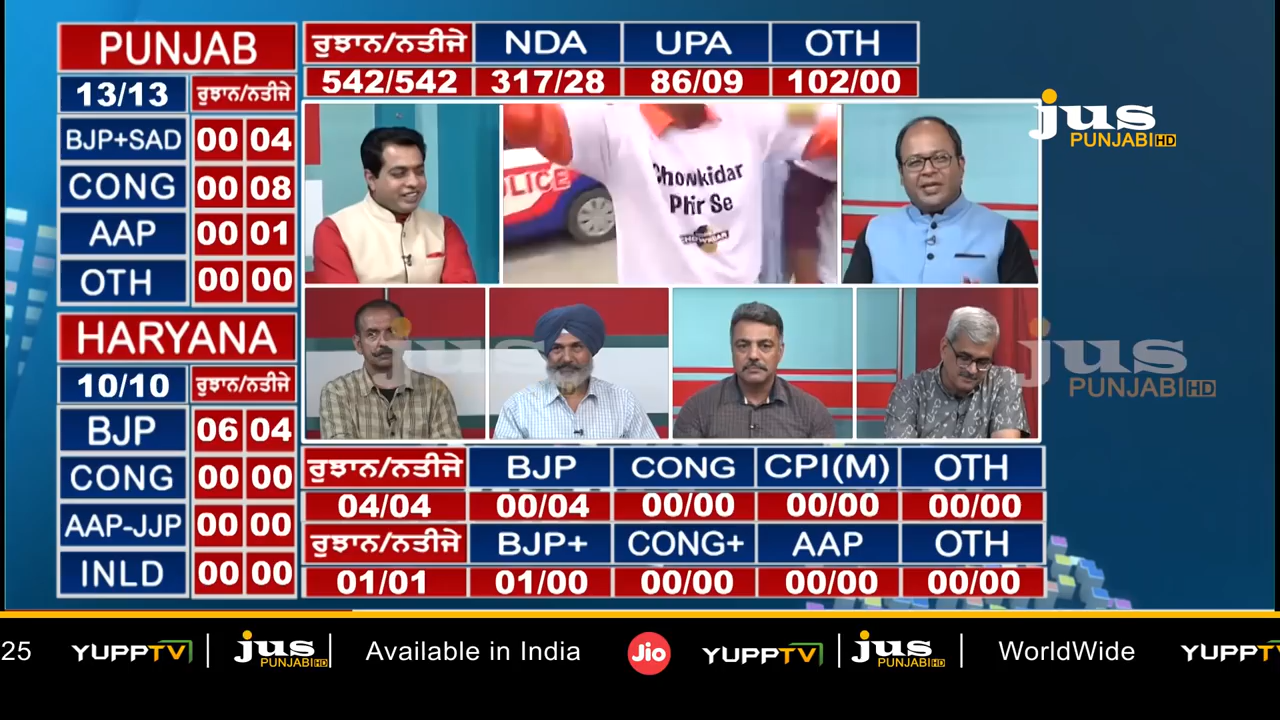 PUNJAB
13/13 ਰੁਝਾਨ/ਨਤੀਜੇ
BJP+SAD 00 04
CONG 00 08
AAP 00 01
OTH 00 00
HARYANA
10/10 ਰੁਝਾਨ/ਨਤੀਜੇ
BJP 06 04
CONG 00 00
AAP-JJP 00 00
INLD 00 00
ਰੁਝਾਨ/ਨਤੀਜੇ NDA UPA OTH
542/542 317/28 86/09 102/00
jus
PUNJABI HD
POLICE
Chowkidar
Phir Se
jus
jus
PUNJABI HD
ਰੁਝਾਨ/ਨਤੀਜੇ BJP CONG CPI(M) OTH
04/04 00/04 00/00 00/00 00/00
ਰੁਝਾਨ/ਨਤੀਜੇ BJP+ CONG+ AAP OTH
01/01 01/00 00/00 00/00 00/00
25 YUPPTV | jus PUNJABI HD | Available in India Jio YUPPTV | jus PUNJABI HD | WorldWide YUPPTV